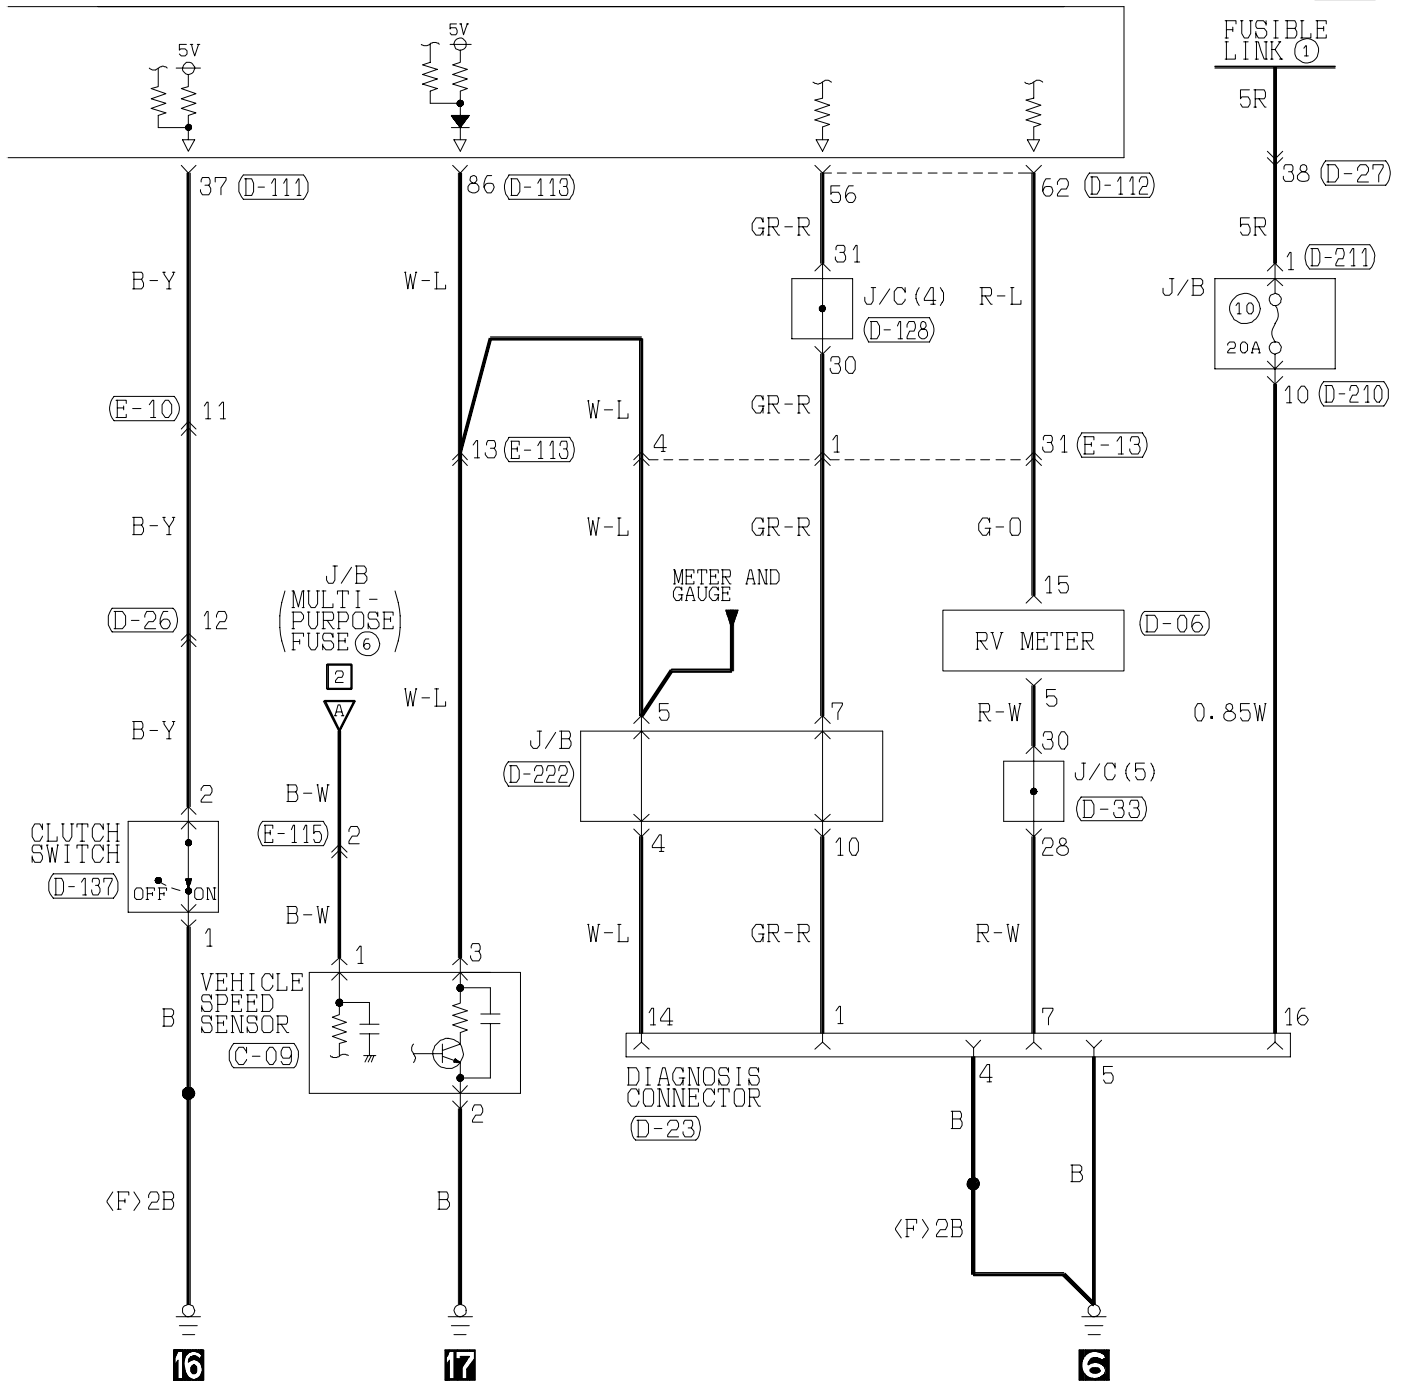 5V
5V
FUSIBLE
LINK ①
5R
37 (D-111)
86 (D-113)
56
62 (D-112)
38 (D-27)
GR-R
5R
31
1 (D-211)
B-Y
W-L
J/C(4)
R-L
J/B
⑩
(D-128)
20A
30
10 (D-210)
(E-10) 11
W-L
GR-R
13 (E-113)
4
1
31 (E-13)
B-Y
W-L
GR-R
G-O
J/B
METER AND
GAUGE
15
(MULTI-
PURPOSE
FUSE⑥)
(D-26) 12
(D-06)
RV METER
2
A
W-L
5
7
5
B-Y
R-W
0.85W
J/B
30
(D-222)
J/C(5)
2
B-W
(D-33)
CLUTCH
SWITCH
(E-115) 2
4
10
28
(D-137)
OFF
ON
B-W
1
W-L
GR-R
R-W
1
3
VEHICLE
SPEED
SENSOR
B
14
1
7
16
(C-09)
DIAGNOSIS
CONNECTOR
4
5
2
B
(D-23)
B
<F>2B
B
<F>2B
16
17
6